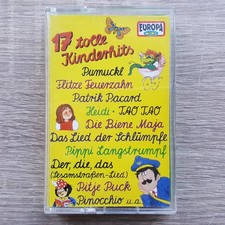 17 tolle
Kinderhits
EUROPA
Pumuckl
Flitze Feuerzahn
Patrik Pacard
Heidi · TAO TAO
Die Biene Maja
Das Lied der Schlümpfe
Pippi Langstrumpf
Der, die, das
(Sesamstraßen-Lied)
Pitje Puck
Pinocchio u.a.